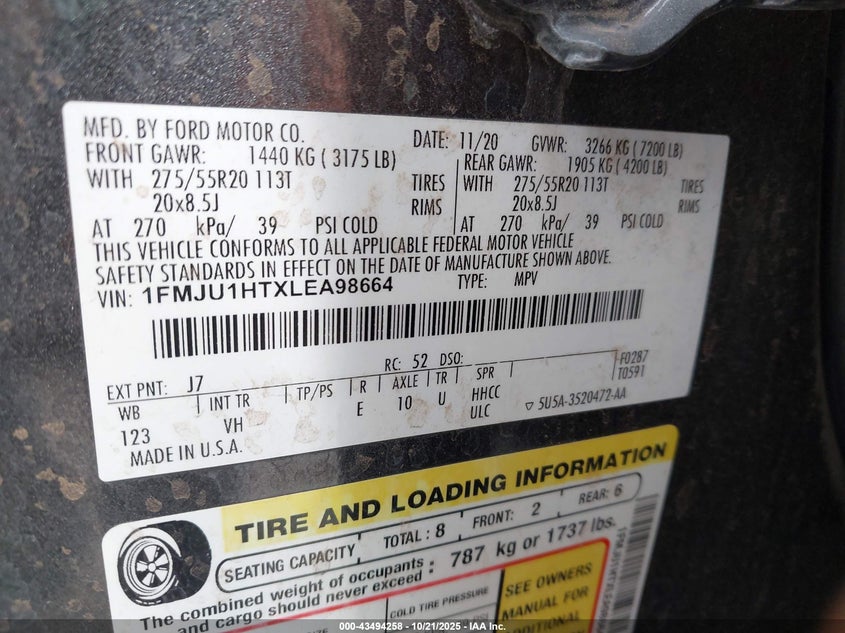 MFD. BY FORD MOTOR CO. DATE: 11/20 GVWR: 3266 KG ( 7200 LB)
FRONT GAWR: 1440 KG ( 3175 LB) REAR GAWR: 1905 KG ( 4200 LB)
WITH 275/55R20 113T TIRES WITH 275/55R20 113T TIRES
20x8.5J RIMS 20x8.5J RIMS
AT 270 kPa/ 39 PSI COLD AT 270 kPa/ 39 PSI COLD
THIS VEHICLE CONFORMS TO ALL APPLICABLE FEDERAL MOTOR VEHICLE
SAFETY STANDARDS IN EFFECT ON THE DATE OF MANUFACTURE SHOWN ABOVE.
VIN: 1FMJU1HTXLEA98664 TYPE: MPV
RC: 52 DSO: F0287
T0591
EXT PNT: J7
WB INT TR TP/PS R AXLE TR SPR
123 VH E 10 U HHCC
ULC 5U5A-3520472-AA
MADE IN U.S.A.
TIRE AND LOADING INFORMATION
SEATING CAPACITY TOTAL : 8 FRONT: 2 REAR: 6
The combined weight of occupants
and cargo should never exceed : 787 kg or 1737 lbs.
COLD TIRE PRESSURE
SEE OWNERS
MANUAL FOR
43494258 - 10/21/2025 - IAA Inc.